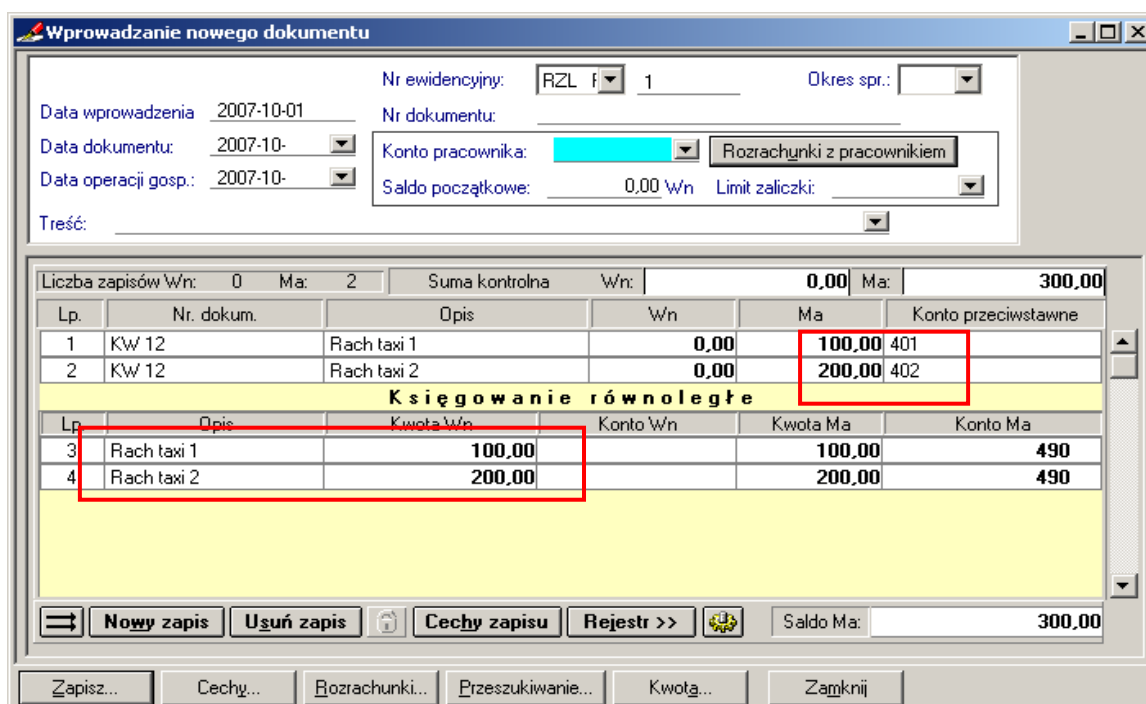 Wprowadzanie nowego dokumentu
Nr ewidencyjny: RZL 1 Okres spr.:
Data wprowadzenia 2007-10-01 Nr dokumentu:
Data dokumentu: 2007-10- Konto pracownika: Rozrachunki z pracownikiem
Data operacji gosp.: 2007-10- Saldo początkowe: 0,00 Wn Limit zaliczki:
Treść:
Liczba zapisów Wn: 0 Ma: 2 Suma kontrolna Wn: 0,00 Ma: 300,00
Lp. Nr. dokum. Opis Wn Ma Konto przeciwstawne
1 KW 12 Rach taxi 1 0,00 100,00 401
2 KW 12 Rach taxi 2 0,00 200,00 402
Księgowanie równoległe
Lp. Opis Kwota Wn Konto Wn Kwota Ma Konto Ma
3 Rach taxi 1 100,00 100,00 490
4 Rach taxi 2 200,00 200,00 490
Nowy zapis Usuń zapis Cechy zapisu Rejestr >> Saldo Ma: 300,00
Zapisz... Cechy... Rozrachunki... Przeszukiwanie... Kwota... Zamknij